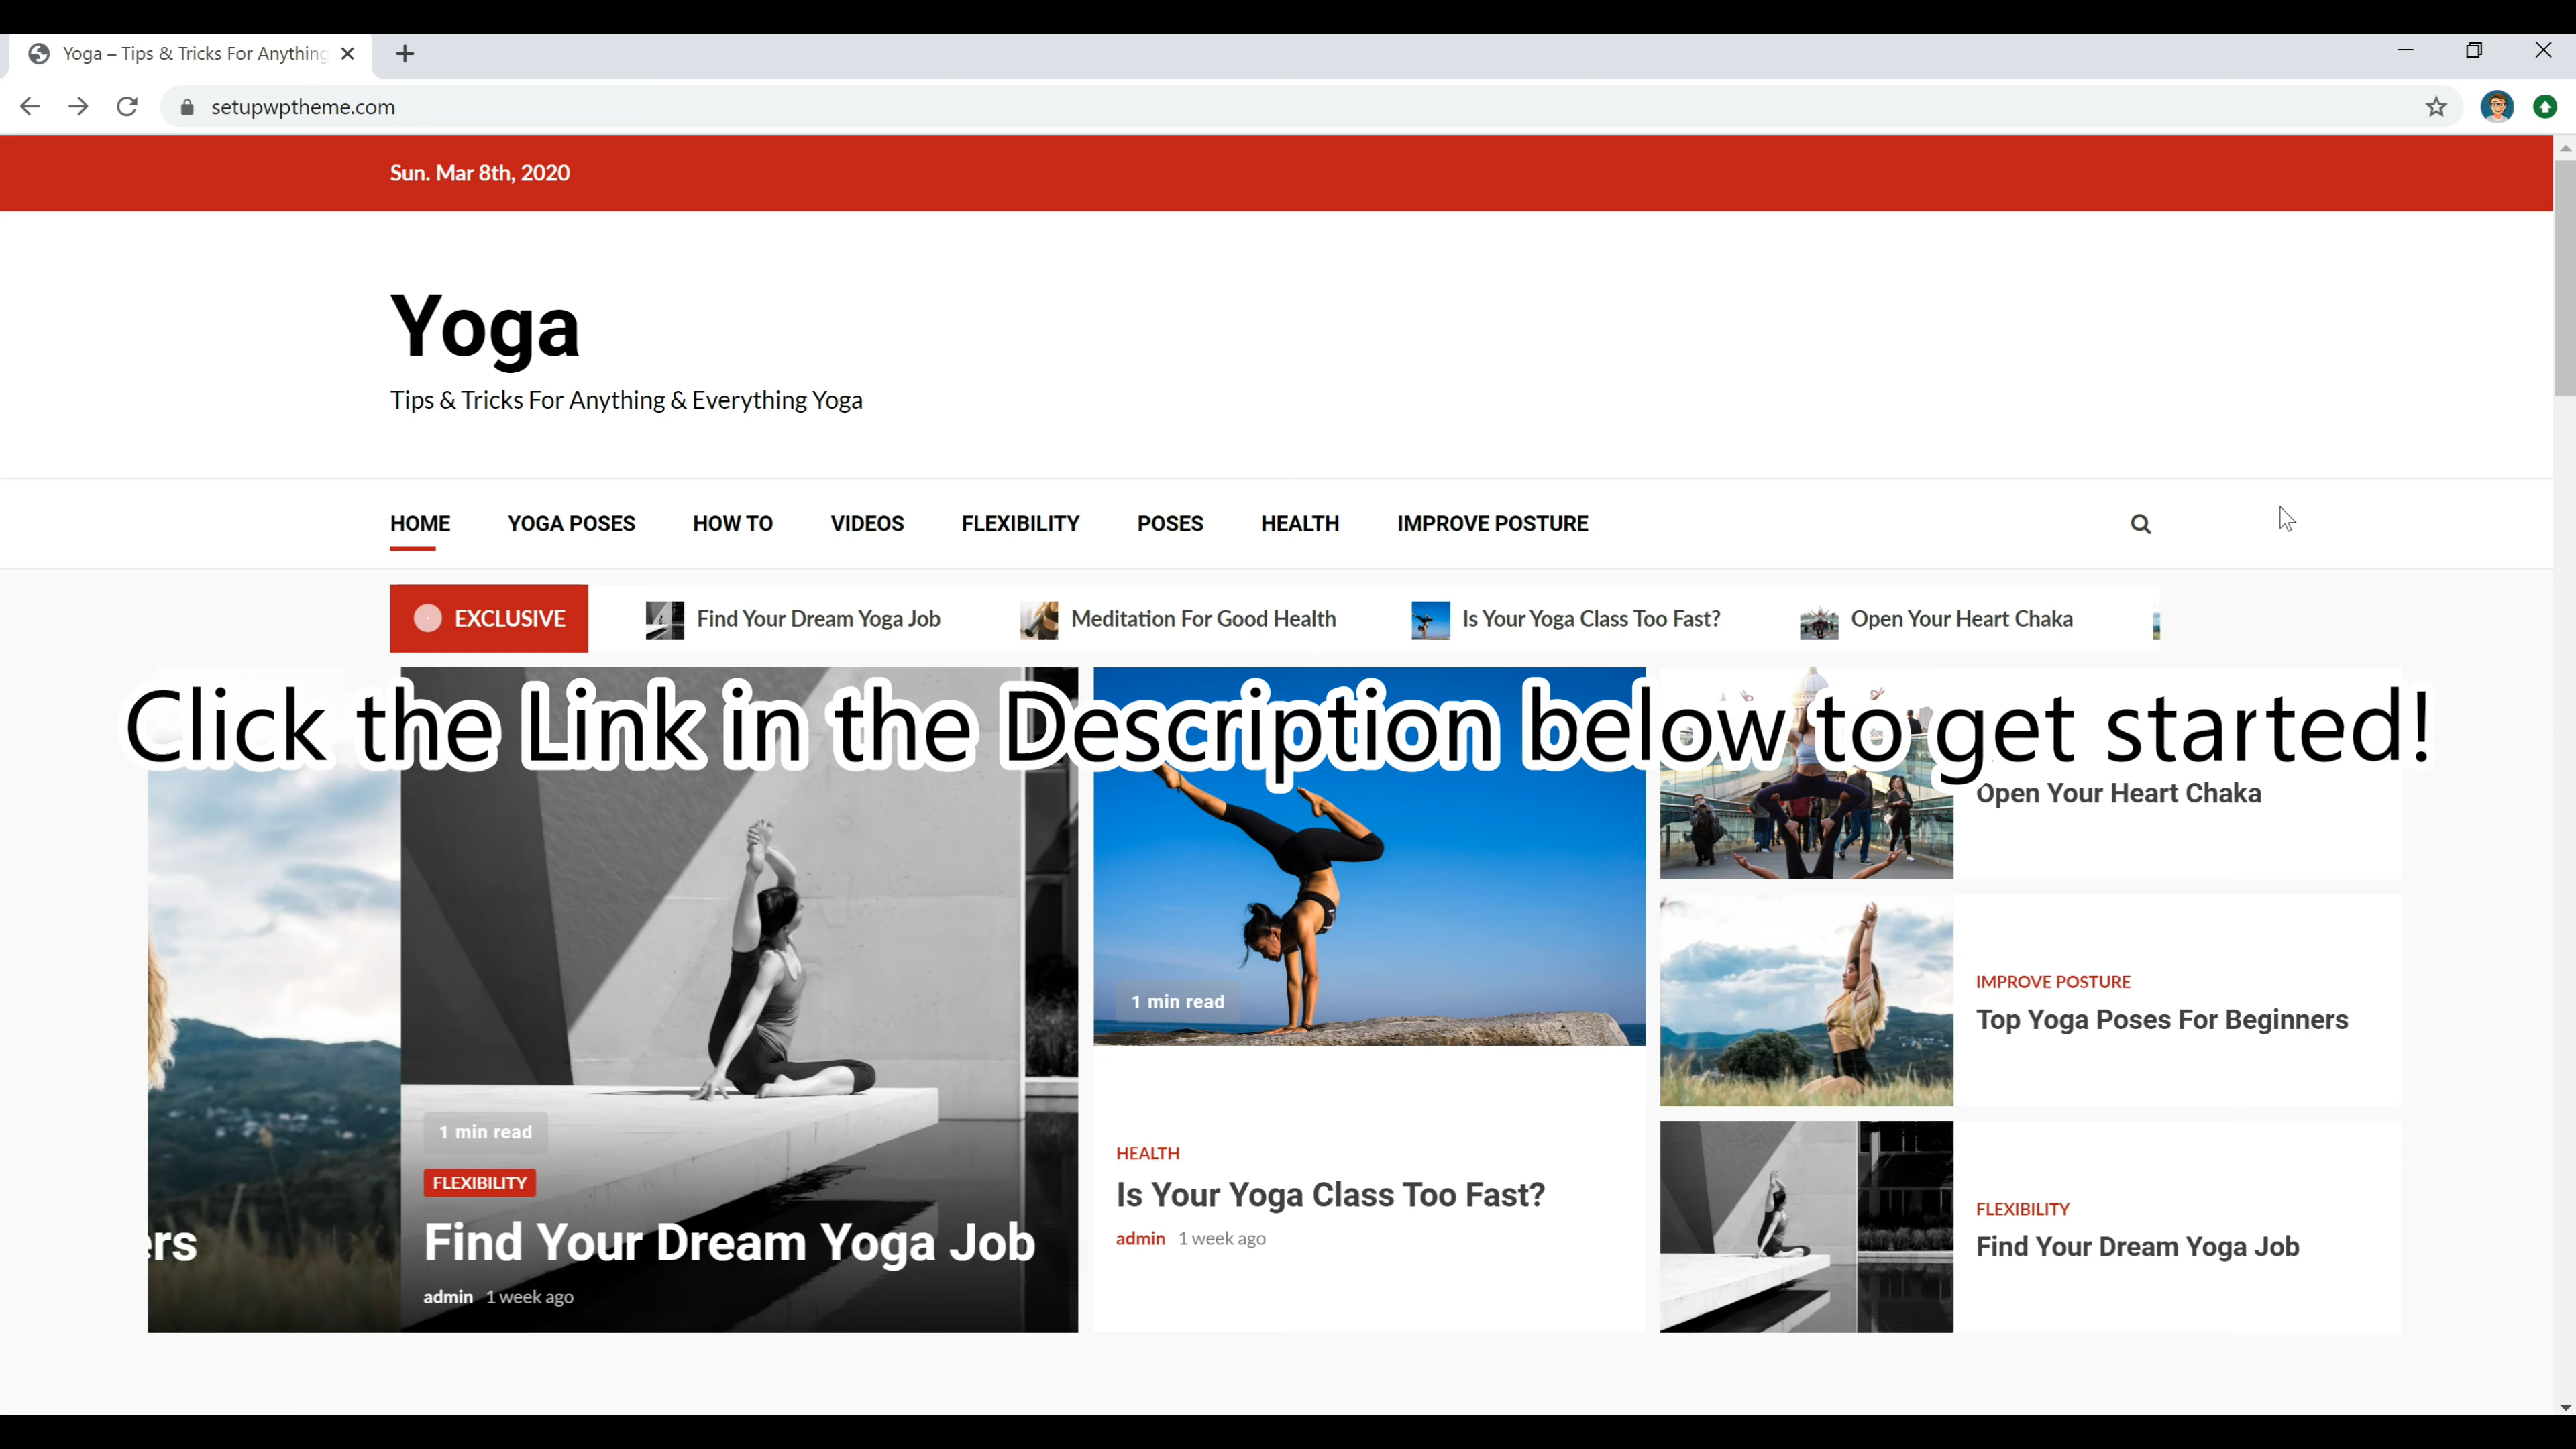 Yoga – Tips & Tricks For Anything
setupwptheme.com
Sun. Mar 8th, 2020
Yoga
Tips & Tricks For Anything & Everything Yoga
HOME YOGA POSES HOW TO VIDEOS FLEXIBILITY POSES HEALTH IMPROVE POSTURE
EXCLUSIVE Find Your Dream Yoga Job Meditation For Good Health Is Your Yoga Class Too Fast? Open Your Heart Chaka
Click the Link in the Description below to get started!
ers
1 min read
FLEXIBILITY
Find Your Dream Yoga Job
admin 1 week ago
1 min read
HEALTH
Is Your Yoga Class Too Fast?
admin 1 week ago
Open Your Heart Chaka
IMPROVE POSTURE
Top Yoga Poses For Beginners
FLEXIBILITY
Find Your Dream Yoga Job